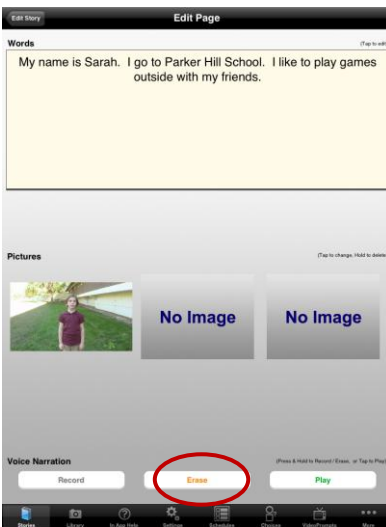 Edit Story
Edit Page
Words
(Tap to edit
My name is Sarah.  I go to Parker Hill School.  I like to play games
outside with my friends.
Pictures
(Tap to change, Hold to delete
No Image
No Image
Voice Narration
(Press & Hold to Record / Erase, or Tap to Play)
Record
Erase
Play
Stories
Library
In App Help
Settings
Schedules
Choices
Video/Prompts
More